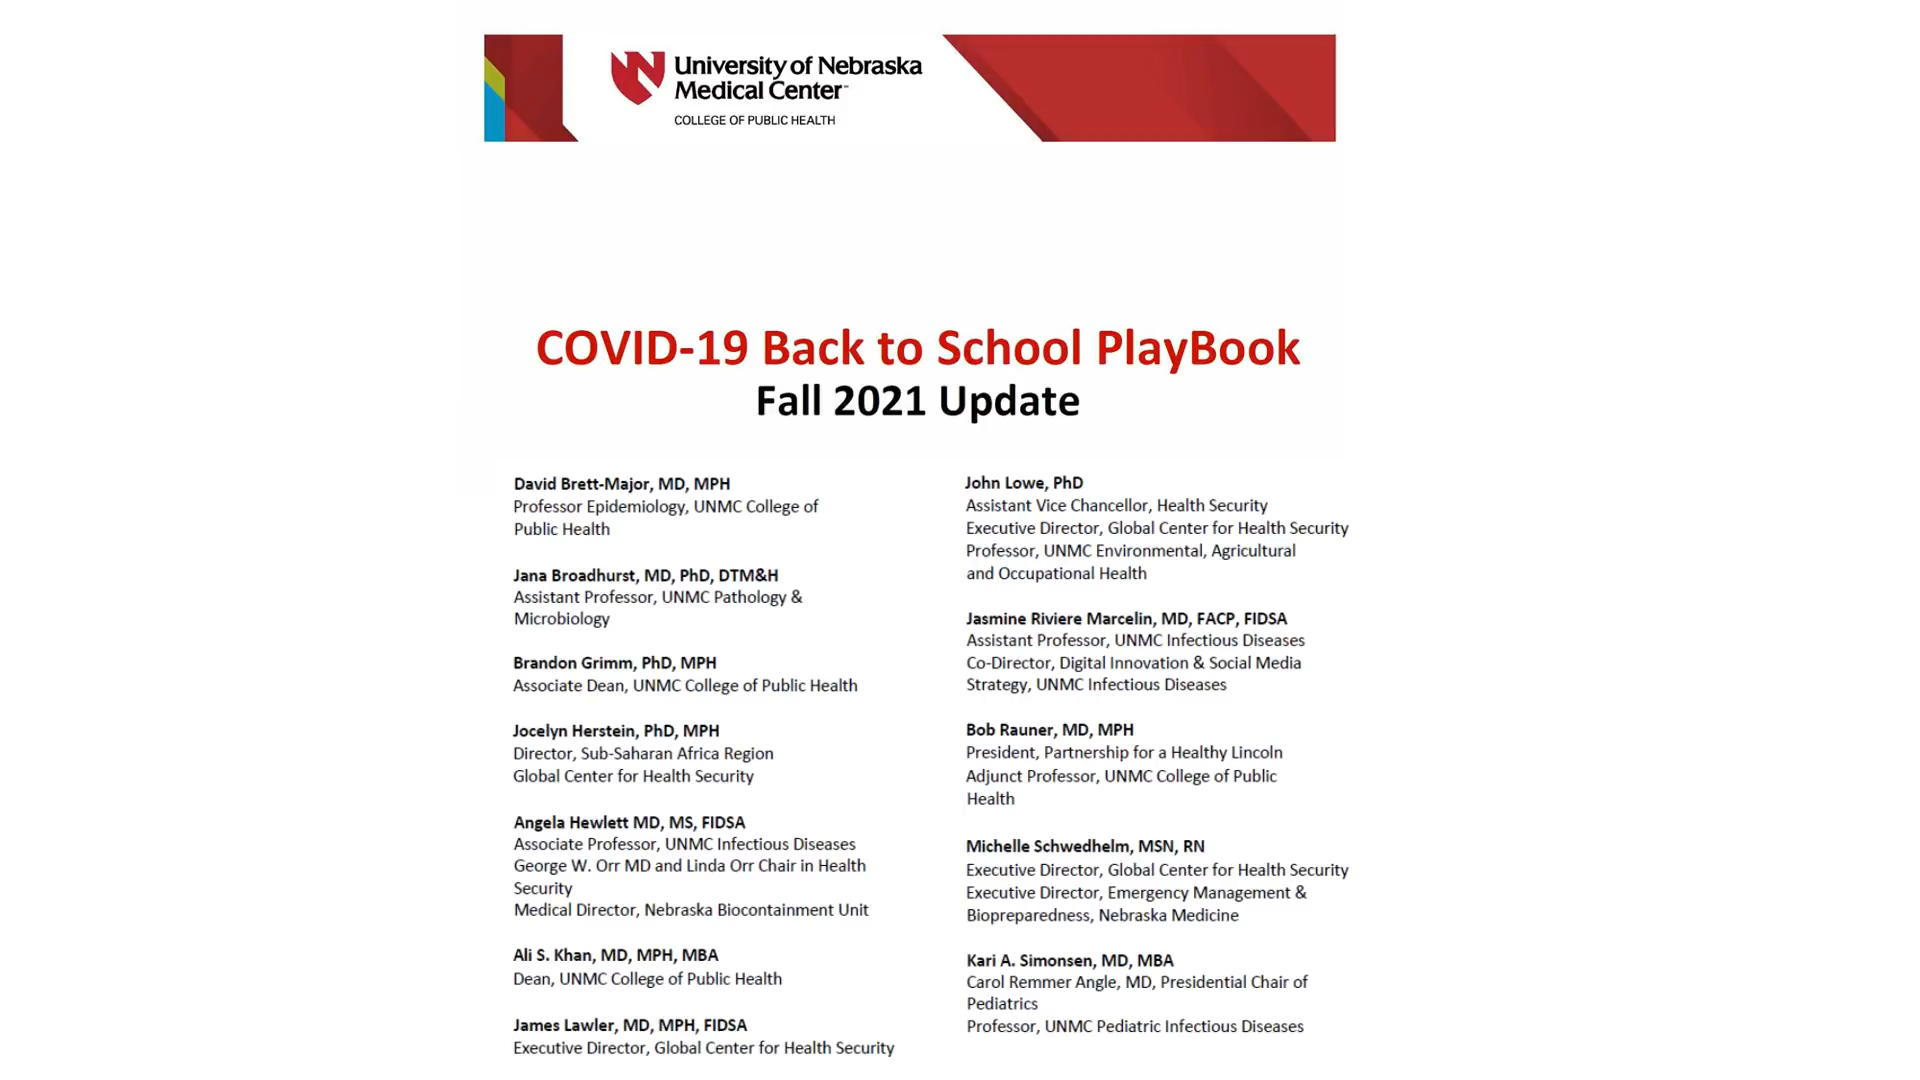 University of Nebraska
Medical Center
COLLEGE OF PUBLIC HEALTH
COVID-19 Back to School PlayBook
Fall 2021 Update
David Brett-Major, MD, MPH
Professor Epidemiology, UNMC College of
Public Health
Jana Broadhurst, MD, PhD, DTM&H
Assistant Professor, UNMC Pathology &
Microbiology
Brandon Grimm, PhD, MPH
Associate Dean, UNMC College of Public Health
Jocelyn Herstein, PhD, MPH
Director, Sub-Saharan Africa Region
Global Center for Health Security
Angela Hewlett MD, MS, FIDSA
Associate Professor, UNMC Infectious Diseases
George W. Orr MD and Linda Orr Chair in Health
Security
Medical Director, Nebraska Biocontainment Unit
Ali S. Khan, MD, MPH, MBA
Dean, UNMC College of Public Health
James Lawler, MD, MPH, FIDSA
Executive Director, Global Center for Health Security
John Lowe, PhD
Assistant Vice Chancellor, Health Security
Executive Director, Global Center for Health Security
Professor, UNMC Environmental, Agricultural
and Occupational Health
Jasmine Riviere Marcelin, MD, FACP, FIDSA
Assistant Professor, UNMC Infectious Diseases
Co-Director, Digital Innovation & Social Media
Strategy, UNMC Infectious Diseases
Bob Rauner, MD, MPH
President, Partnership for a Healthy Lincoln
Adjunct Professor, UNMC College of Public
Health
Michelle Schwedhelm, MSN, RN
Executive Director, Global Center for Health Security
Executive Director, Emergency Management &
Biopreparedness, Nebraska Medicine
Kari A. Simonsen, MD, MBA
Carol Remmer Angle, MD, Presidential Chair of
Pediatrics
Professor, UNMC Pediatric Infectious Diseases